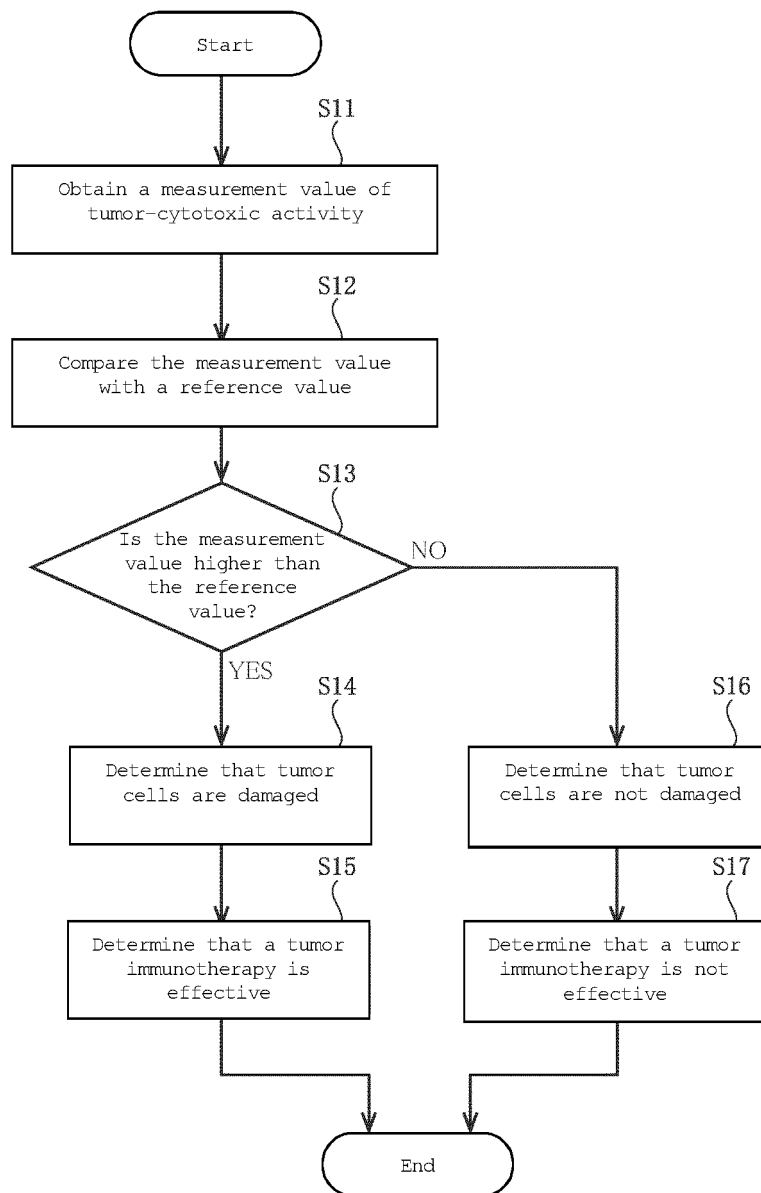 Start
S11
Obtain a measurement value of
tumor-cytotoxic activity
S12
Compare the measurement value
with a reference value
S13
Is the measurement
value higher than
the reference
value?
NO
YES
S14
Determine that tumor
cells are damaged
S16
Determine that tumor
cells are not damaged
S15
Determine that a tumor
immunotherapy is
effective
S17
Determine that a tumor
immunotherapy is not
effective
End